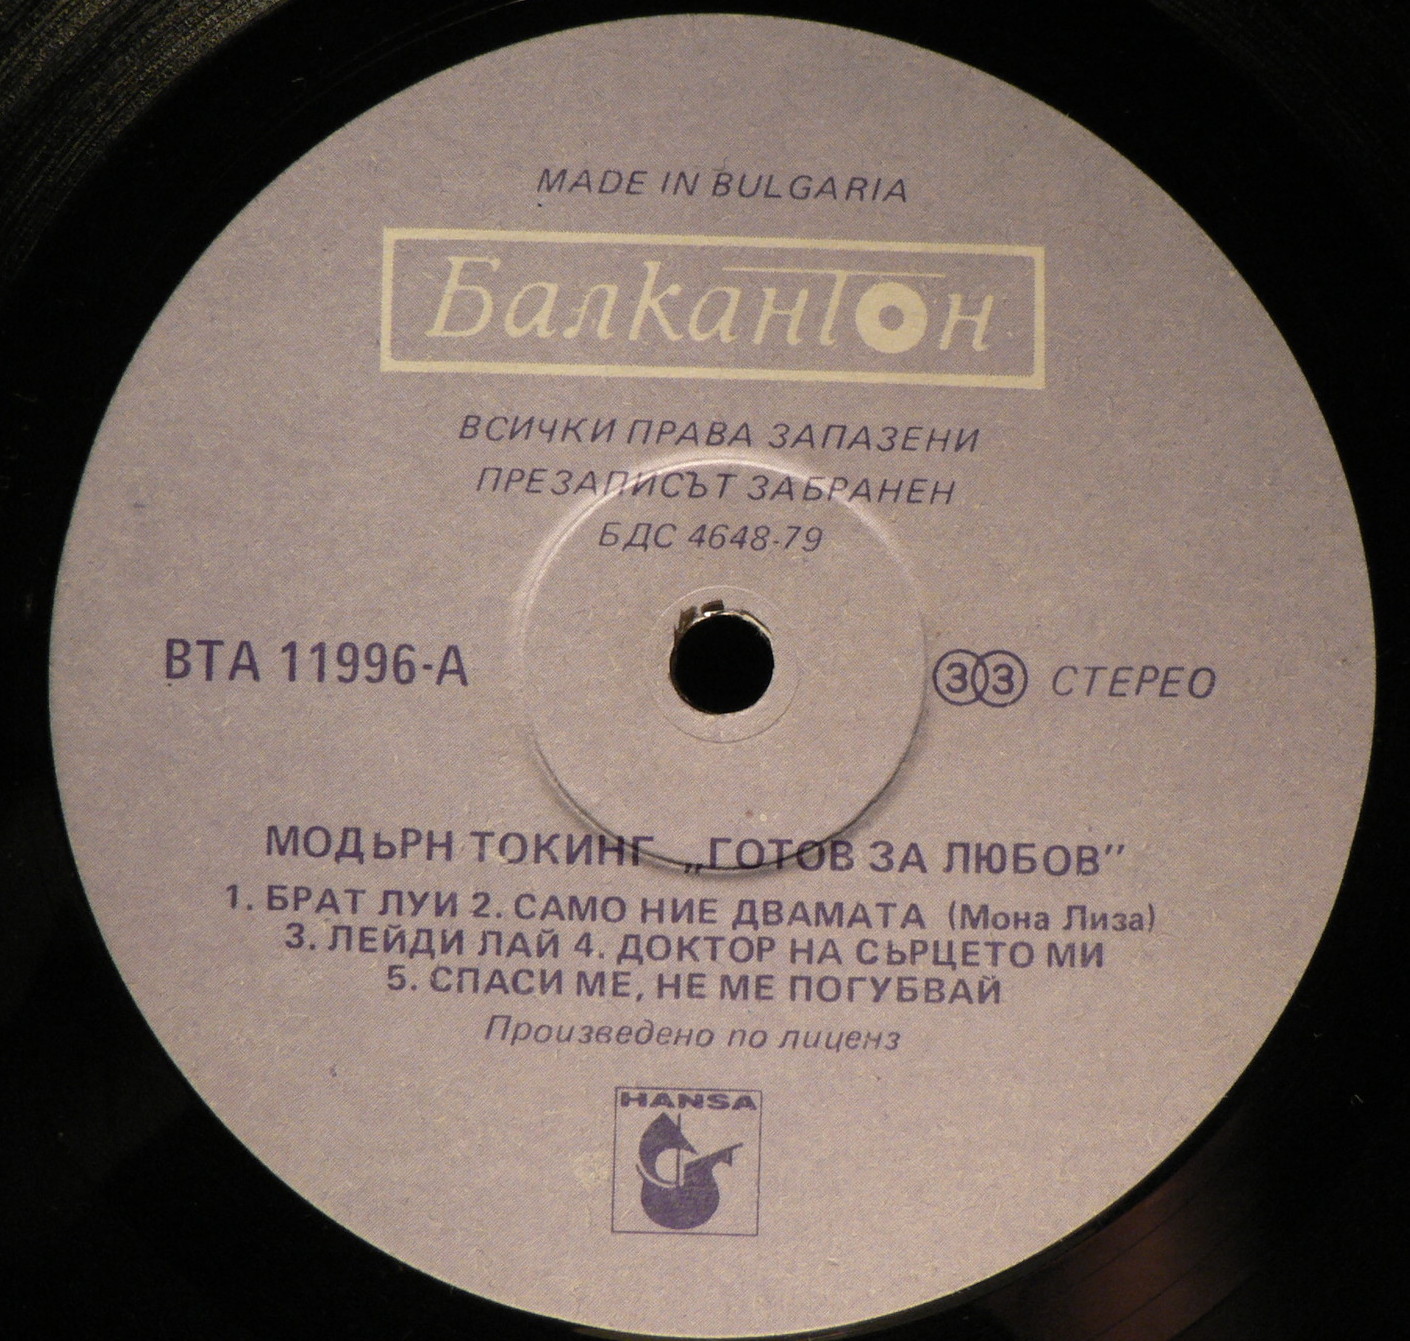 MADE IN BULGARIA
Балкантон
ВСИЧКИ ПРАВА ЗАПАЗЕНИ
ПРЕЗАПИСЪТ ЗАБРАНЕН
БДС 4648-79
ВТА 11996-А
33 СТЕРЕО
МОДЬРН ТОКИНГ „ГОТОВ ЗА ЛЮБОВ”
1. БРАТ ЛУИ 2. САМО НИЕ ДВАМАТА (Мона Лиза)
3. ЛЕЙДИ ЛАЙ 4. ДОКТОР НА СЬРЦЕТО МИ
5. СПАСИ МЕ, НЕ МЕ ПОГУБВАЙ
Произведено по лиценз
HANSA